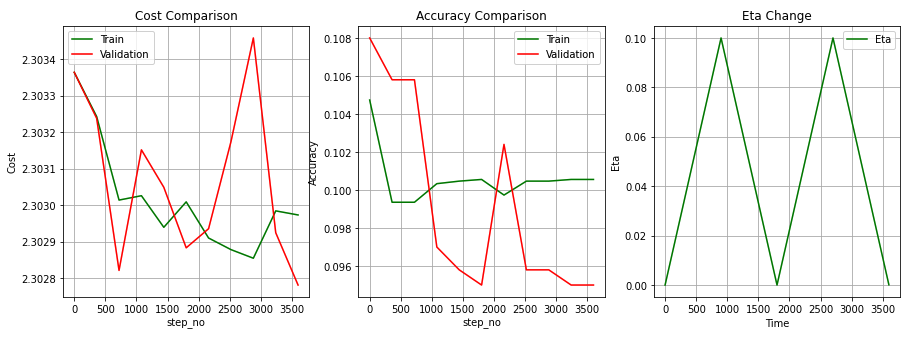 Cost Comparison
Train
Validation
2.3034
2.3033
2.3032
2.3031
2.3030
2.3029
2.3028
Cost
0 500 1000 1500 2000 2500 3000 3500
step_no
Accuracy Comparison
Train
Validation
0.108
0.106
0.104
0.102
0.100
0.098
0.096
Accuracy
0 500 1000 1500 2000 2500 3000 3500
step_no
Eta Change
Eta
0.10
0.08
0.06
0.04
0.02
0.00
Eta
0 500 1000 1500 2000 2500 3000 3500
Time